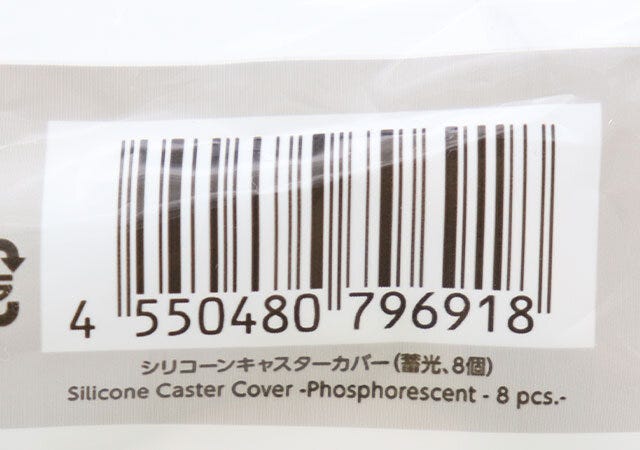 4 550480 796918
シリコーンキャスターカバー(蓄光、8個)
Silicone Caster Cover -Phosphorescent - 8 pcs.-